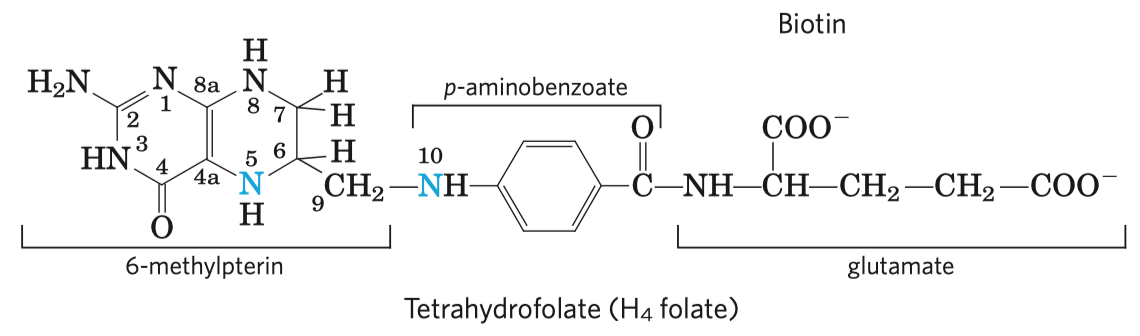 Biotin
H
H₂N N 8a N H
1 8 7 H
2
p-aminobenzoate
HN 3 4 4a 5 6 H
N
H
O
9 CH₂ 10 NH C O NH CH CH₂ CH₂ COO⁻
COO⁻
6-methylpterin
glutamate
Tetrahydrofolate (H₄ folate)